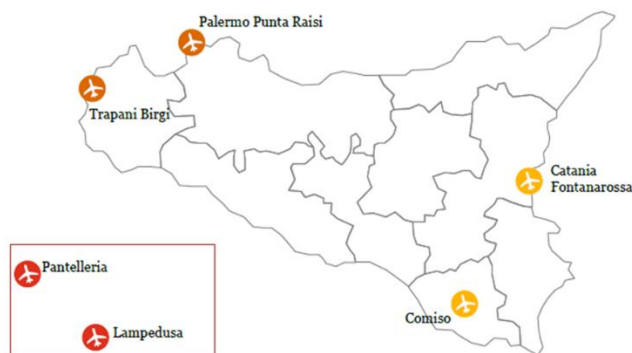 Palermo Punta Raisi
Trapani Birgi
Catania
Fontanarossa
Pantelleria
Comiso
Lampedusa